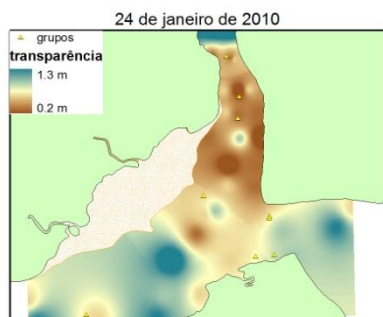 24 de janeiro de 2010
grupos
transparência
1.3 m
0.2 m